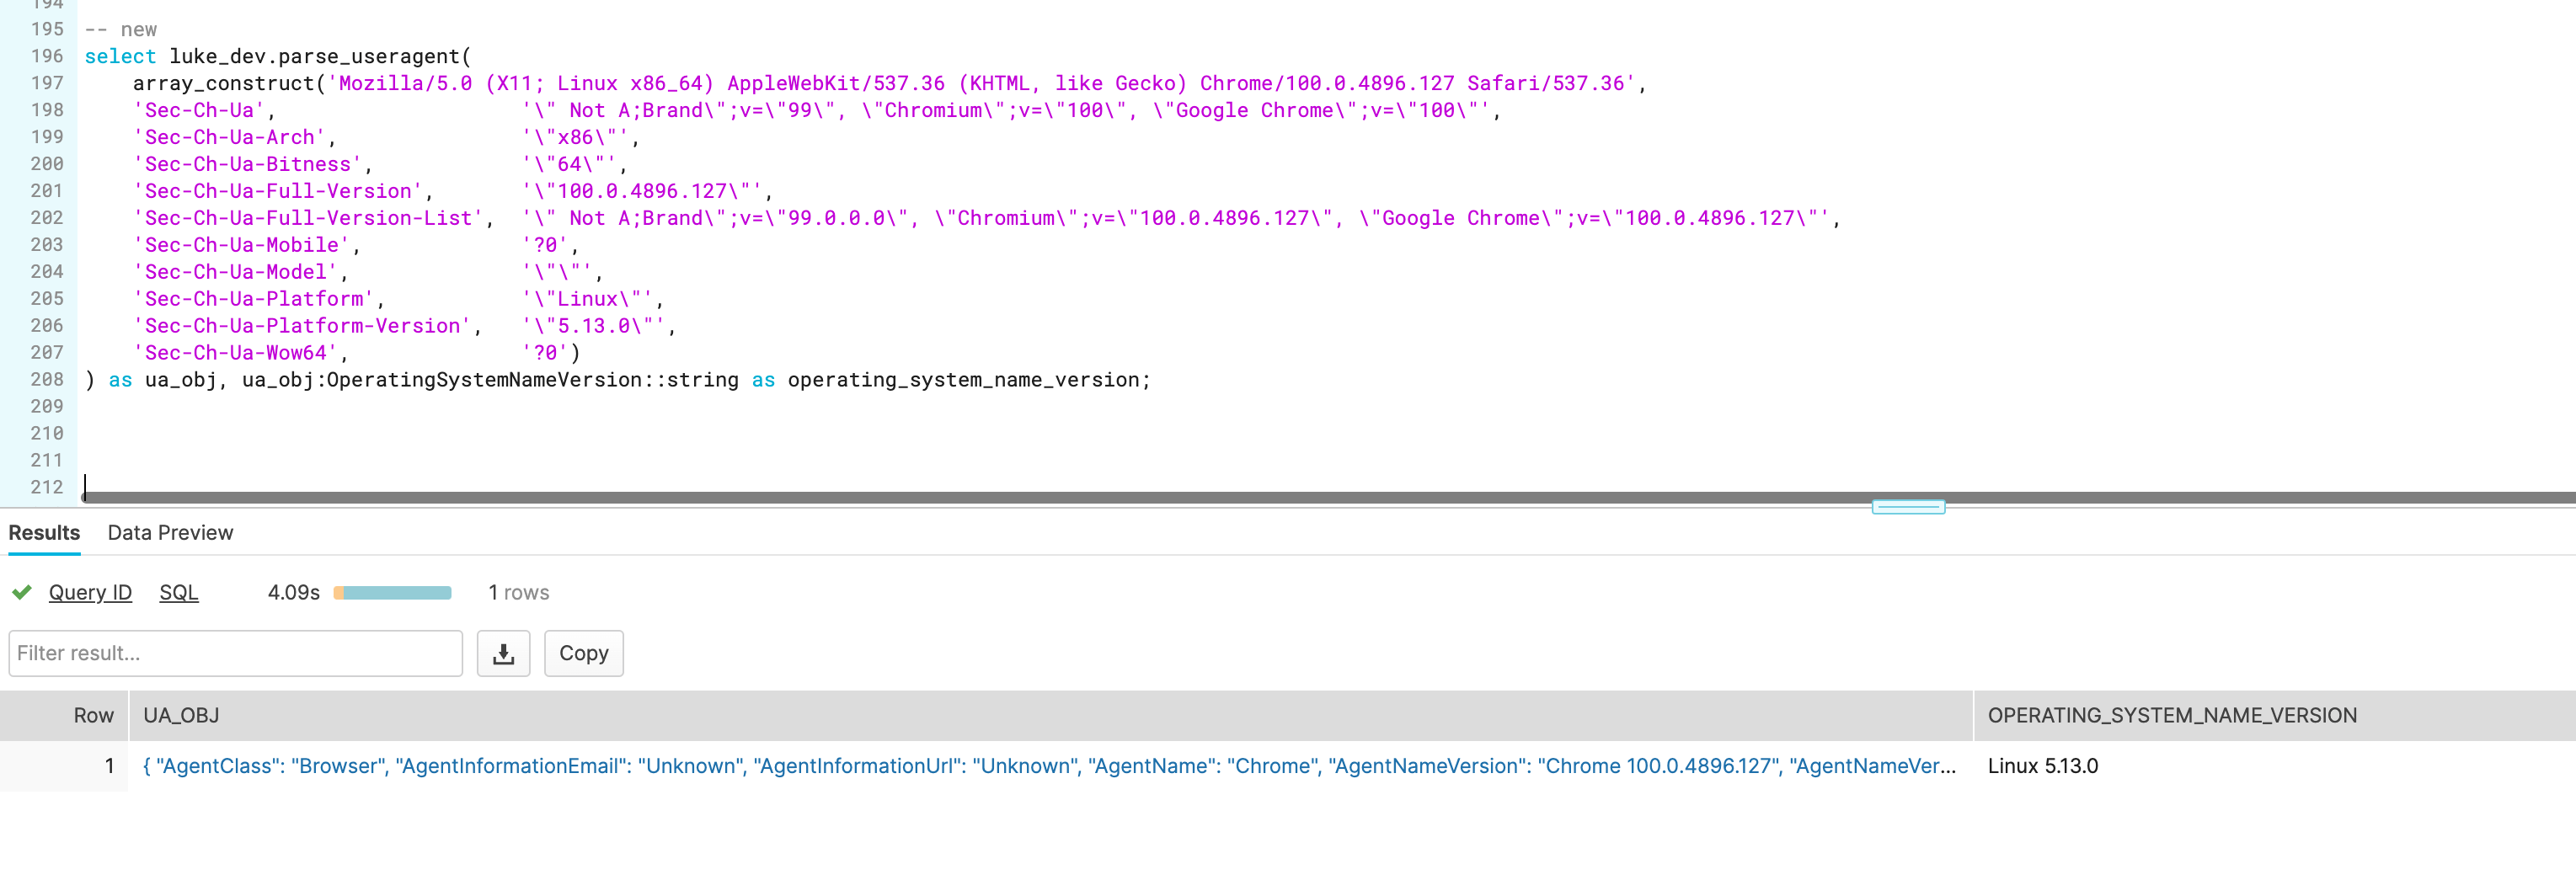 194
195 -- new
196 select luke_dev.parse_useragent(
197     array_construct('Mozilla/5.0 (X11; Linux x86_64) AppleWebKit/537.36 (KHTML, like Gecko) Chrome/100.0.4896.127 Safari/537.36',
198     'Sec-Ch-Ua',                    '\" Not A;Brand\";v=\"99\", \"Chromium\";v=\"100\", \"Google Chrome\";v=\"100\"',
199     'Sec-Ch-Ua-Arch',               '\"x86\"',
200     'Sec-Ch-Ua-Bitness',            '\"64\"',
201     'Sec-Ch-Ua-Full-Version',       '\"100.0.4896.127\"',
202     'Sec-Ch-Ua-Full-Version-List',  '\" Not A;Brand\";v=\"99.0.0.0\", \"Chromium\";v=\"100.0.4896.127\", \"Google Chrome\";v=\"100.0.4896.127\"',
203     'Sec-Ch-Ua-Mobile',             '?0',
204     'Sec-Ch-Ua-Model',              '\"\"',
205     'Sec-Ch-Ua-Platform',           '\"Linux\"',
206     'Sec-Ch-Ua-Platform-Version',   '\"5.13.0\"',
207     'Sec-Ch-Ua-Wow64',              '?0')
208 ) as ua_obj, ua_obj:OperatingSystemNameVersion::string as operating_system_name_version;
209
210
211
212
Results Data Preview
Query ID SQL 4.09s 1 rows
Filter result... Copy
Row UA_OBJ OPERATING_SYSTEM_NAME_VERSION
1 { "AgentClass": "Browser", "AgentInformationEmail": "Unknown", "AgentInformationUrl": "Unknown", "AgentName": "Chrome", "AgentNameVersion": "Chrome 100.0.4896.127", "AgentNameVer... Linux 5.13.0